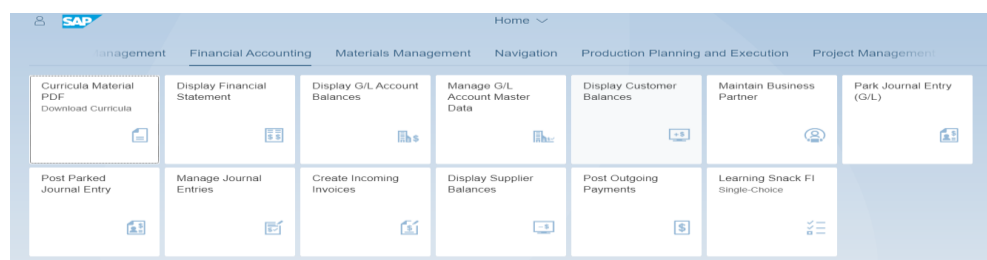 SAP Home
anagement Financial Accounting Materials Management Navigation Production Planning and Execution Project Management
Curricula Material
PDF
Download Curricula
Display Financial
Statement
Display G/L Account
Balances
Manage G/L
Account Master
Data
Display Customer
Balances
Maintain Business
Partner
Park Journal Entry
(G/L)
Post Parked
Journal Entry
Manage Journal
Entries
Create Incoming
Invoices
Display Supplier
Balances
Post Outgoing
Payments
Learning Snack FI
Single-Choice